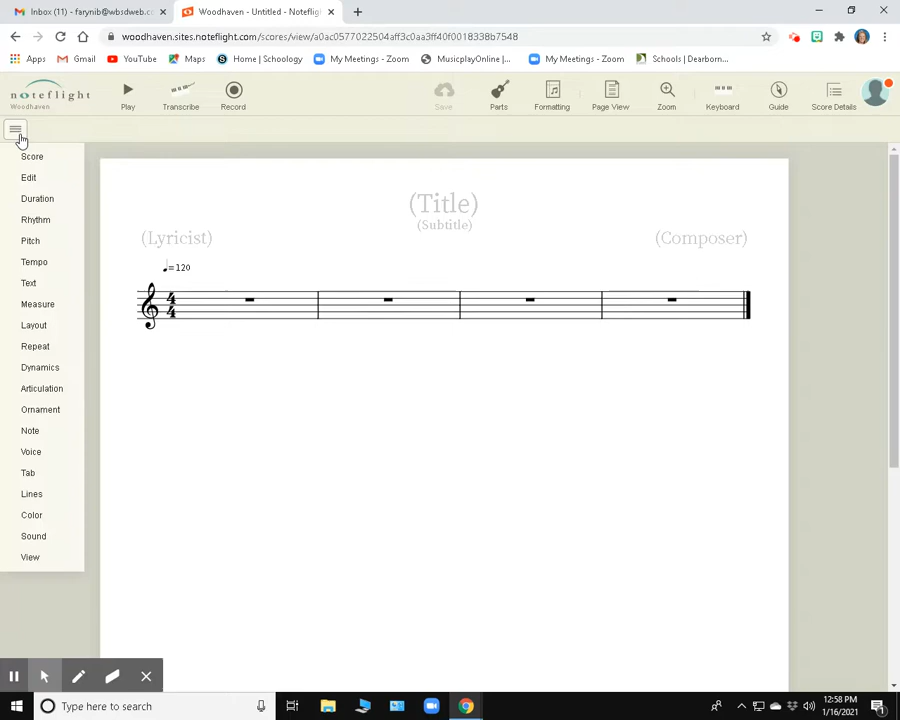 Inbox (11) - farynib@wbsdweb.c
Woodhaven - Untitled - Noteflig
woodhaven.sites.noteflight.com/scores/view/a0ac0577022504aff3c0aa3ff40f0018338b7548
Apps Gmail YouTube Maps Home | Schoology My Meetings - Zoom MusicplayOnline |... My Meetings - Zoom Schools | Dearborn...
noteflight
Woodhaven
Play Transcribe Record Save Parts Formatting Page View Zoom Keyboard Guide Score Details
Score
Edit
Duration
Rhythm
Pitch
Tempo
Text
Measure
Layout
Repeat
Dynamics
Articulation
Ornament
Note
Voice
Tab
Lines
Color
Sound
View
(Title)
(Subtitle)
(Lyricist) (Composer)
=120
4
4
Type here to search
12:58 PM
1/16/2021
1